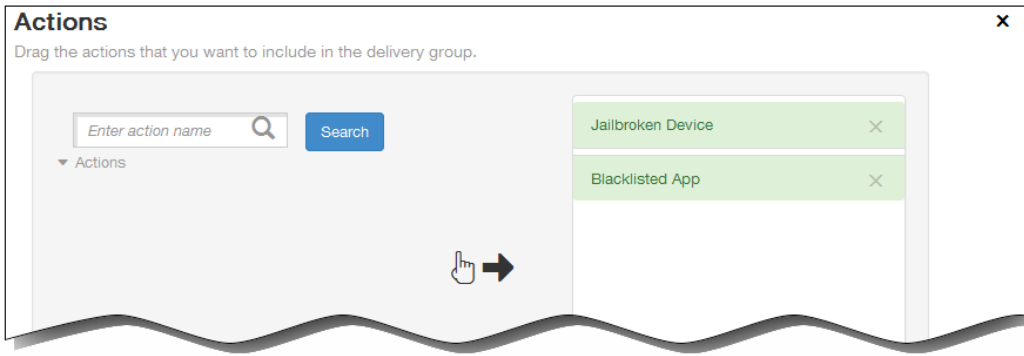 Actions
Drag the actions that you want to include in the delivery group.
Enter action name
Search
Actions
Jailbroken Device
Blacklisted App